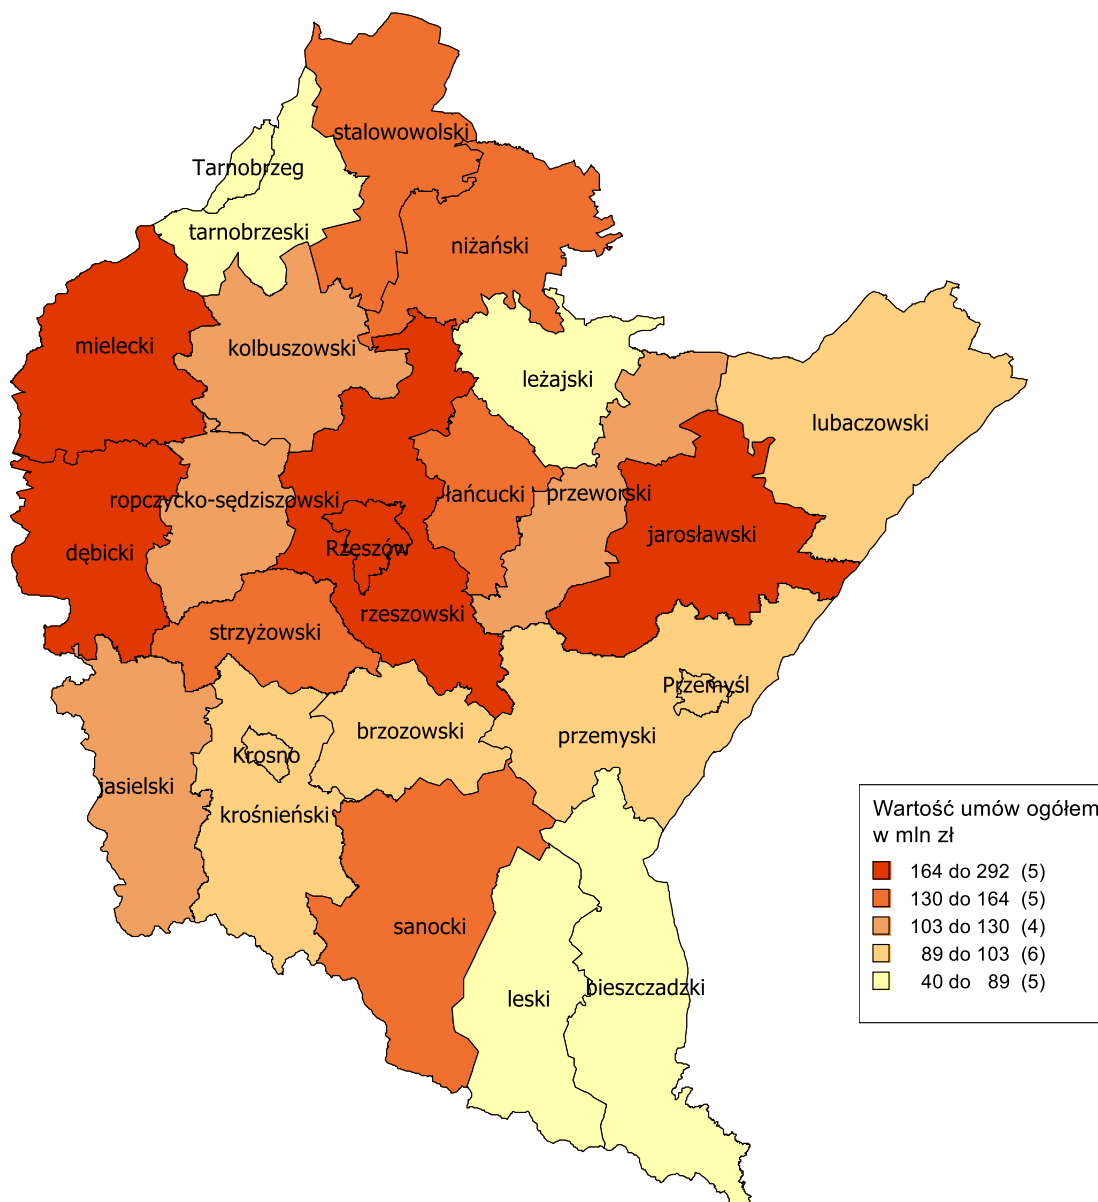 stalowowolski
Tarnobrzeg
tarnobrzeski
niżański
mielecki
kolbuszowski
leżajski
lubaczowski
ropczycko-sędziszowski
łańcucki
przeworski
dębicki
Rzeszów
jarosławski
rzeszowski
strzyżowski
Przemyśl
brzozowski
przemyski
Krosno
jasielski
krośnieński
sanocki
leski
bieszczadzki
Wartość umów ogółem
w mln zł
164 do 292 (5)
130 do 164 (5)
103 do 130 (4)
89 do 103 (6)
40 do 89 (5)